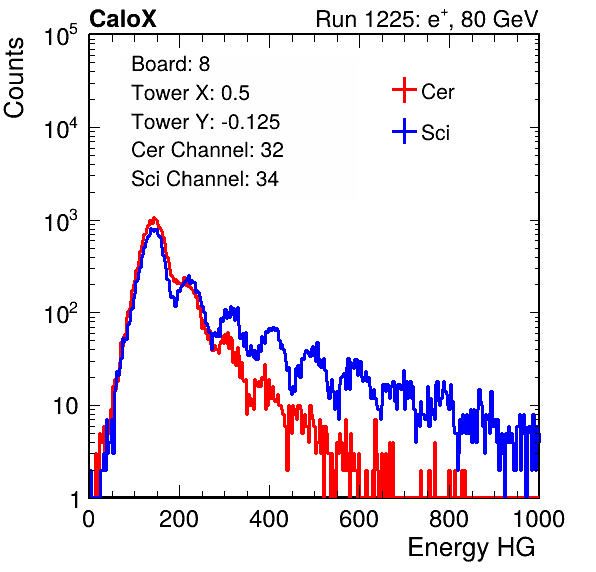 CaloX Run 1225: e⁺, 80 GeV
Counts
Board: 8
Tower X: 0.5
Tower Y: -0.125
Cer Channel: 32
Sci Channel: 34
Cer
Sci
10⁵
10⁴
10³
10²
10
1
0 200 400 600 800 1000
Energy HG